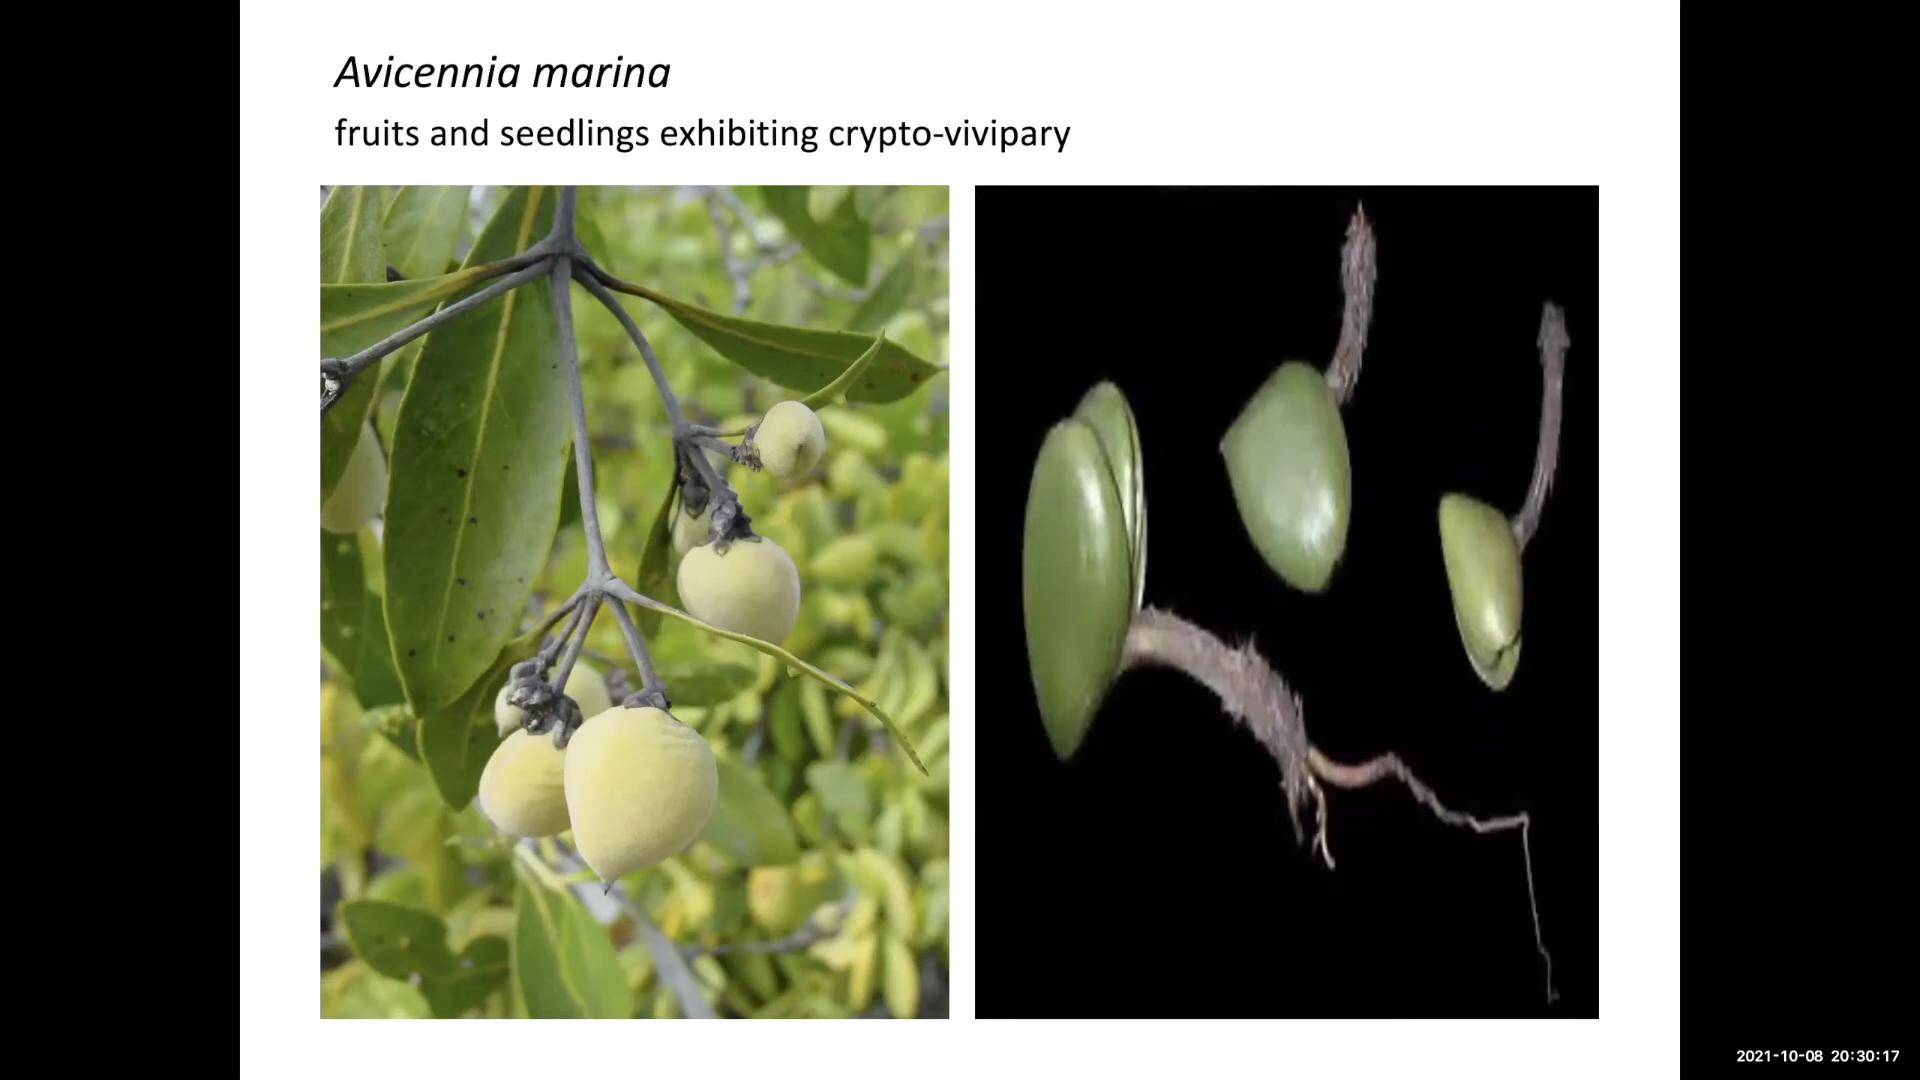 Avicennia marina
fruits and seedlings exhibiting crypto-vivipary
2021-10-08 20:30:17